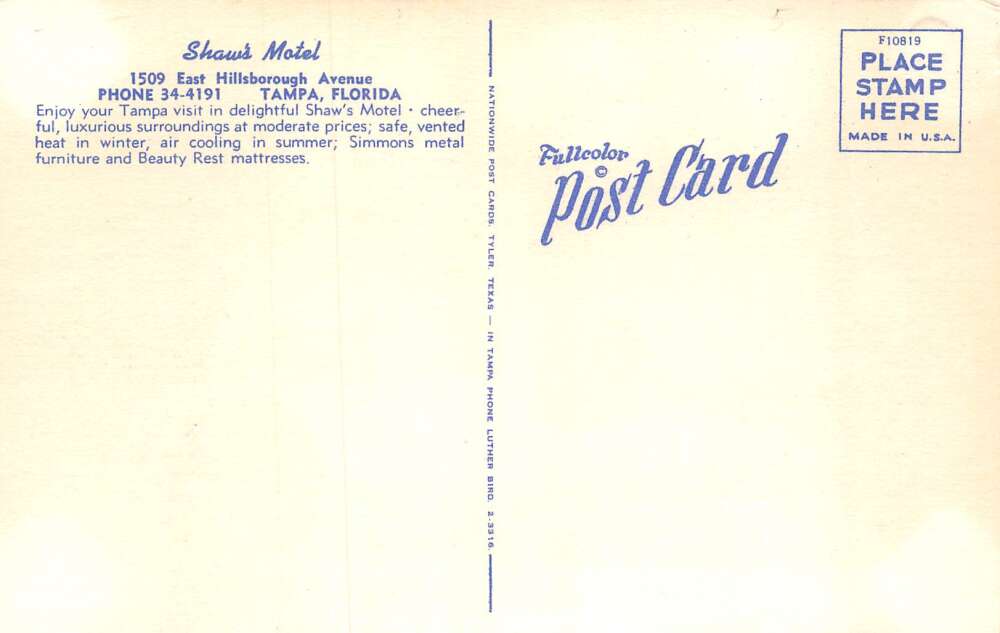 Shaw's Motel
1509 East Hillsborough Avenue
PHONE 34-4191 TAMPA, FLORIDA
Enjoy your Tampa visit in delightful Shaw's Motel · cheer-
ful, luxurious surroundings at moderate prices; safe, vented
heat in winter, air cooling in summer; Simmons metal
furniture and Beauty Rest mattresses.
NATIONWIDE POST CARDS, TYLER, TEXAS — IN TAMPA PHONE LUTHER BIRD, 2-3316.
Fullcolor
©
Post Card
F10819
PLACE
STAMP
HERE
MADE IN U.S.A.